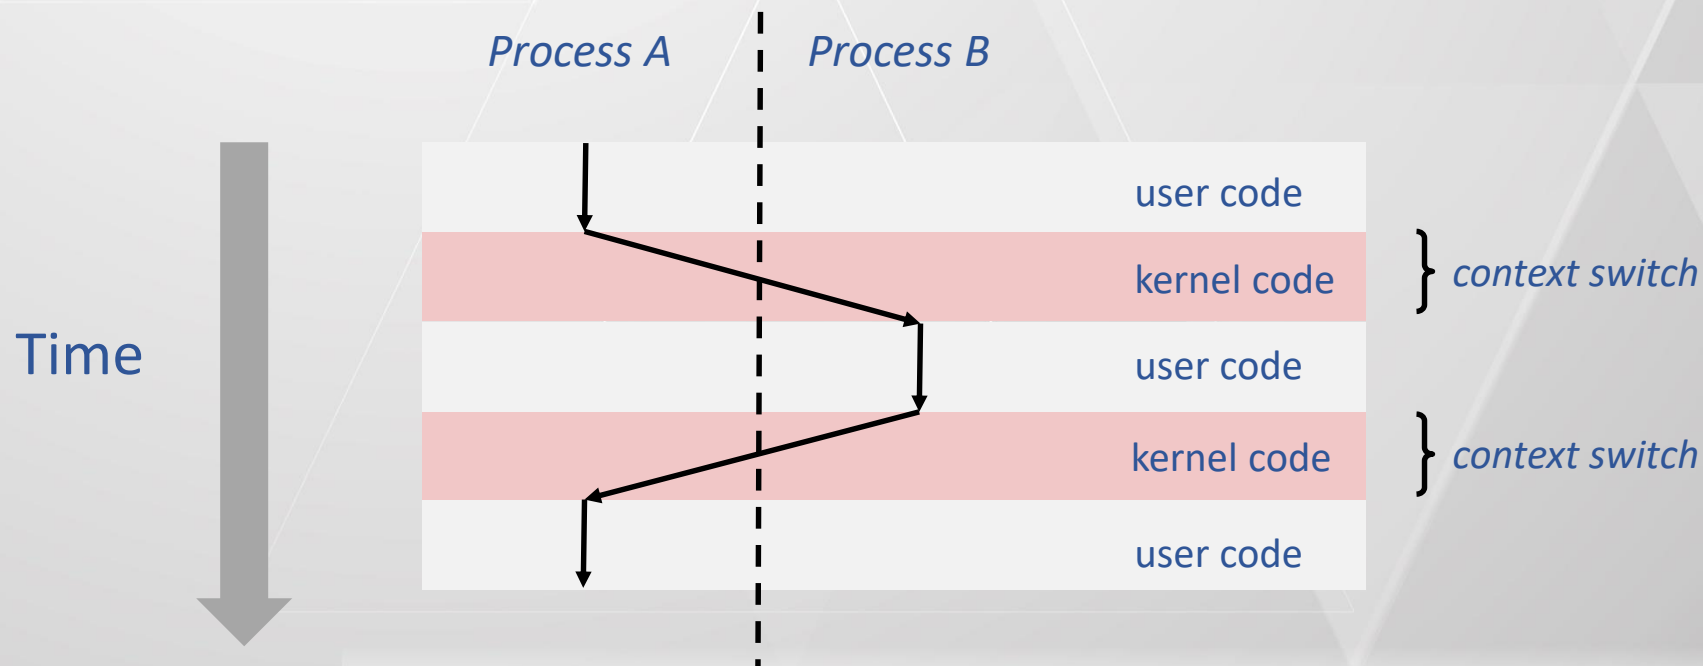 Process A
Process B
user code
kernel code
context switch
Time
user code
kernel code
context switch
user code